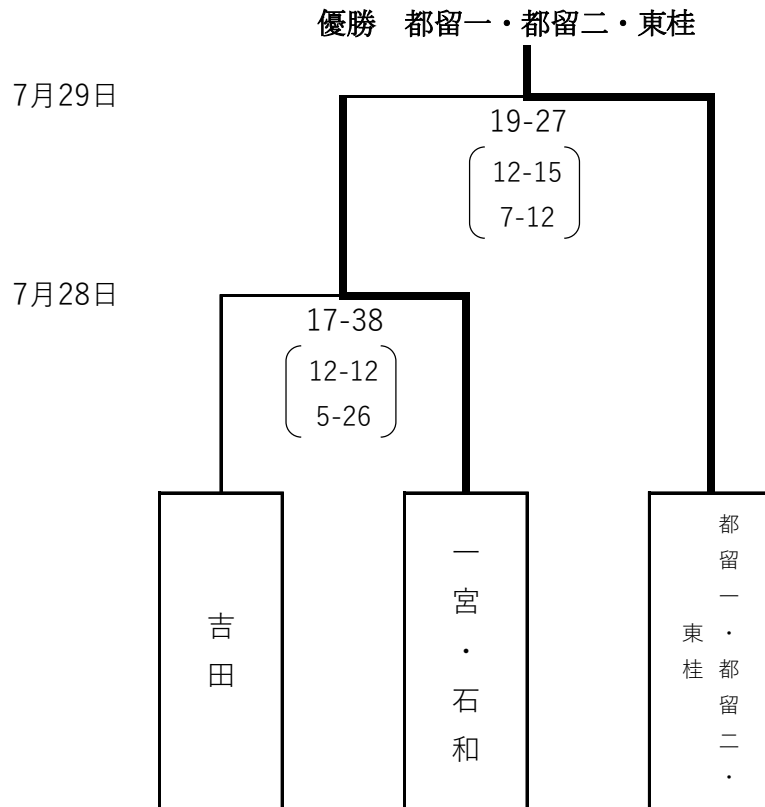 優勝　都留一・都留二・東桂
7月29日
19-27
12-15
7-12
7月28日
17-38
12-12
5-26
吉田
一宮・石和
都留一・都留二・
東桂